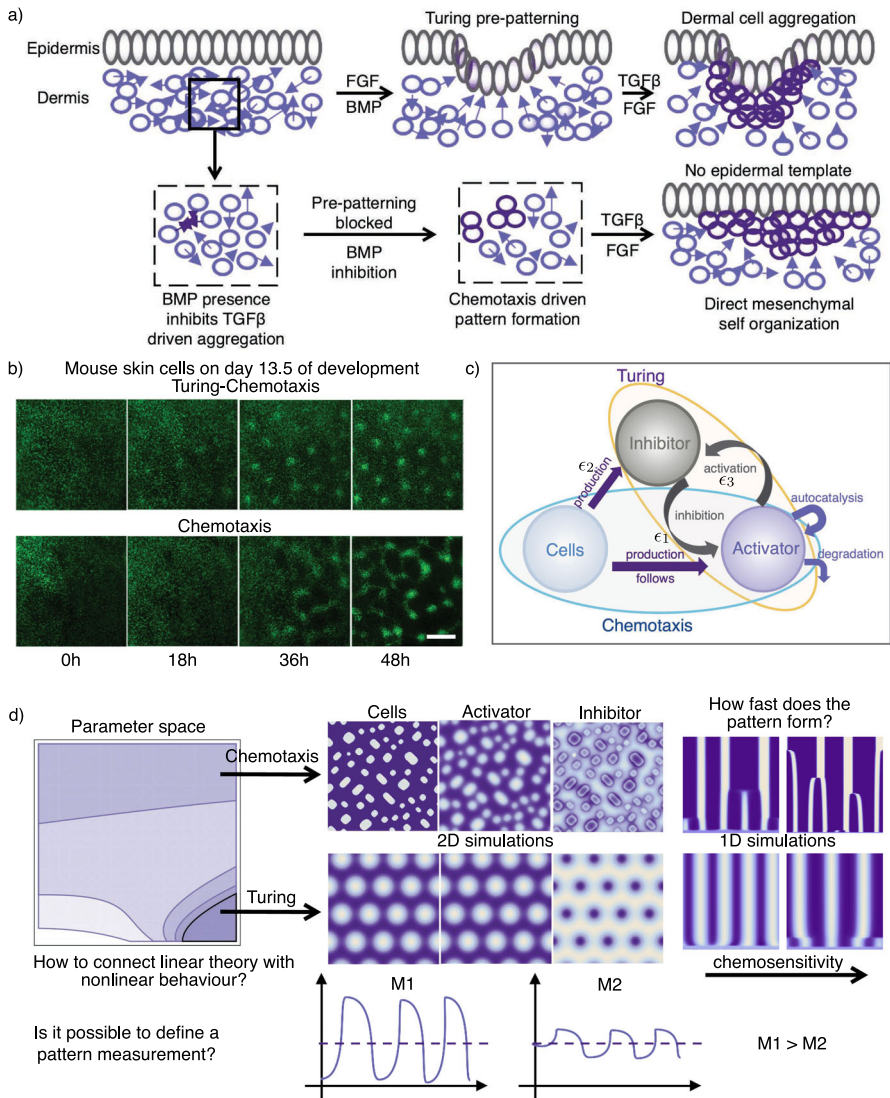 a)
Turing pre-patterning
Dermal cell aggregation
Epidermis
Dermis
FGF
BMP
TGFβ
FGF
No epidermal template
Pre-patterning
blocked
BMP
inhibition
TGFβ
FGF
BMP presence
inhibits TGFβ
driven aggregation
Chemotaxis driven
pattern formation
Direct mesenchymal
self organization
b)
Mouse skin cells on day 13.5 of development
Turing-Chemotaxis
Chemotaxis
0h 18h 36h 48h
c)
Turing
Inhibitor
ϵ2
production
activation
ϵ3
autocatalysis
inhibition
ϵ1
Cells
production
follows
Activator
degradation
Chemotaxis
d)
Parameter space
Cells Activator Inhibitor
How fast does the
pattern form?
Chemotaxis
2D simulations
1D simulations
Turing
How to connect linear theory with
nonlinear behaviour?
chemosensitivity
M1 M2
Is it possible to define a
pattern measurement?
M1 > M2